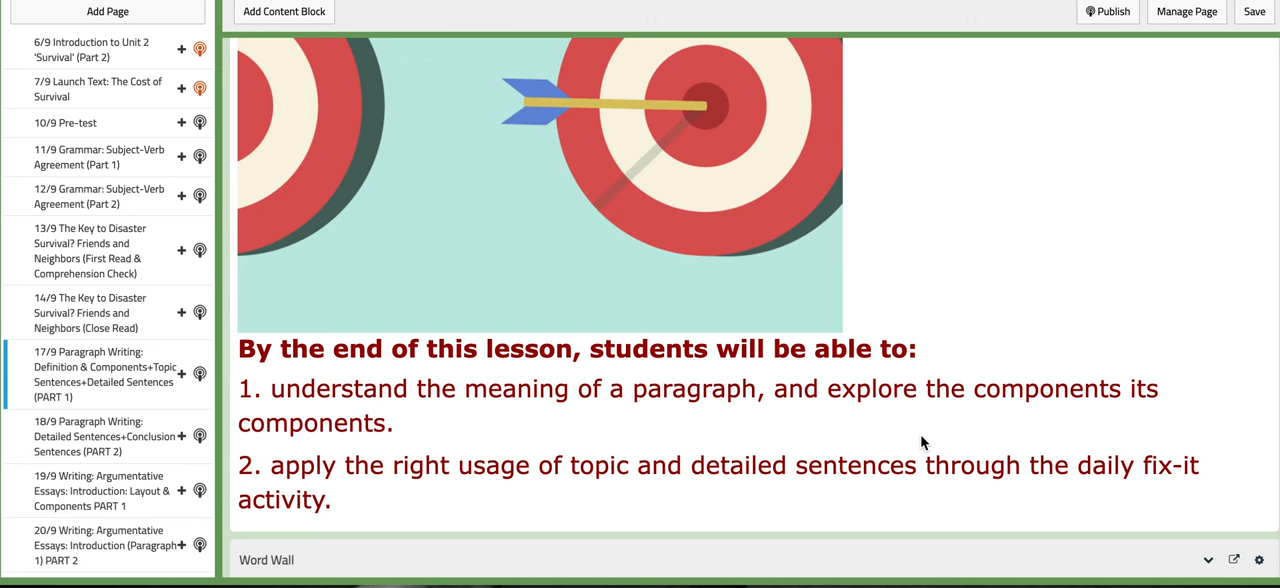 Add Page
Add Content Block
Publish
Manage Page
Save
6/9 Introduction to Unit 2
'Survival' (Part 2)
7/9 Launch Text: The Cost of
Survival
10/9 Pre-test
11/9 Grammar: Subject-Verb
Agreement (Part 1)
12/9 Grammar: Subject-Verb
Agreement (Part 2)
13/9 The Key to Disaster
Survival? Friends and
Neighbors (First Read &
Comprehension Check)
14/9 The Key to Disaster
Survival? Friends and
Neighbors (Close Read)
17/9 Paragraph Writing:
Definition & Components+Topic
Sentences+Detailed Sentences
(PART 1)
18/9 Paragraph Writing:
Detailed Sentences+Conclusion
Sentences (PART 2)
19/9 Writing: Argumentative
Essays: Introduction: Layout &
Components PART 1
20/9 Writing: Argumentative
Essays: Introduction (Paragraph
1) PART 2
By the end of this lesson, students will be able to:
1. understand the meaning of a paragraph, and explore the components its
components.
2. apply the right usage of topic and detailed sentences through the daily fix-it
activity.
Word Wall